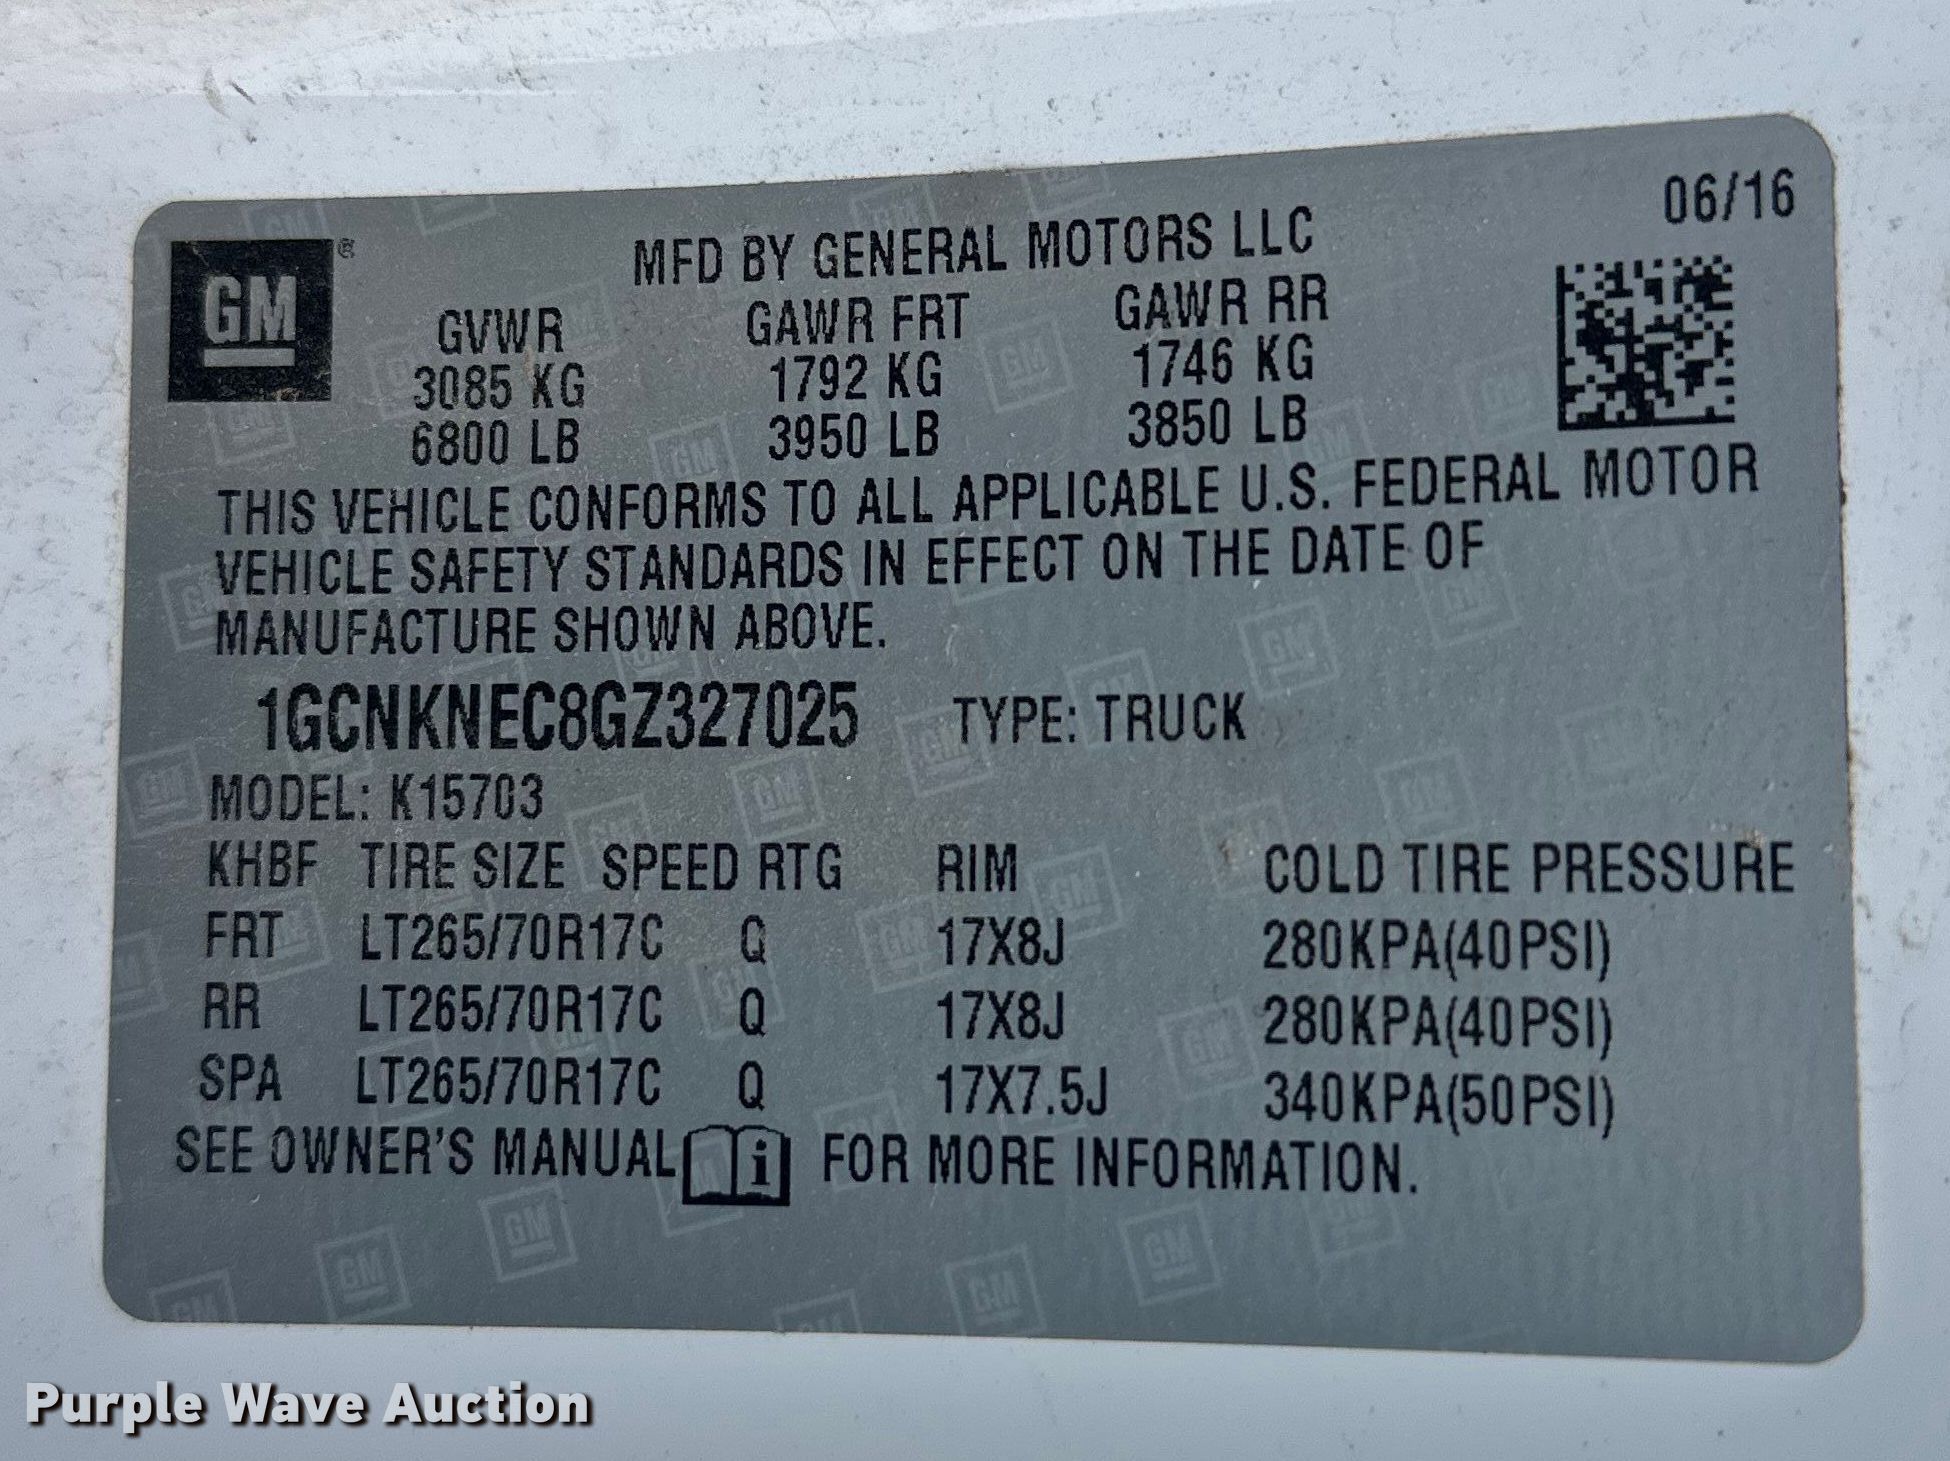 06/16
GM ®
MFD BY GENERAL MOTORS LLC
GVWR GAWR FRT GAWR RR
3085 KG 1792 KG 1746 KG
6800 LB 3950 LB 3850 LB
THIS VEHICLE CONFORMS TO ALL APPLICABLE U.S. FEDERAL MOTOR
VEHICLE SAFETY STANDARDS IN EFFECT ON THE DATE OF
MANUFACTURE SHOWN ABOVE.
1GCNKNEC8GZ327025 TYPE: TRUCK
MODEL: K15703
KHBF TIRE SIZE SPEED RTG RIM COLD TIRE PRESSURE
FRT LT265/70R17C Q 17X8J 280KPA(40PSI)
RR LT265/70R17C Q 17X8J 280KPA(40PSI)
SPA LT265/70R17C Q 17X7.5J 340KPA(50PSI)
SEE OWNER'S MANUAL i FOR MORE INFORMATION.
Purple Wave Auction